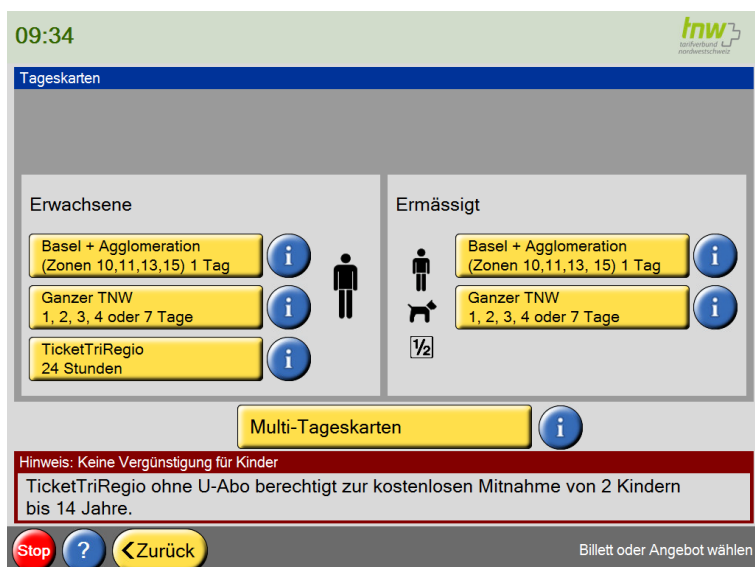 09:34
tnw
tarifverbund
nordwestschweiz
Tageskarten
Erwachsene
Basel + Agglomeration
(Zonen 10,11,13,15) 1 Tag
i
Ganzer TNW
1, 2, 3, 4 oder 7 Tage
i
TicketTriRegio
24 Stunden
i
Ermässigt
Basel + Agglomeration
(Zonen 10,11,13, 15) 1 Tag
i
Ganzer TNW
1, 2, 3, 4 oder 7 Tage
i
1/2
Multi-Tageskarten
i
Hinweis: Keine Vergünstigung für Kinder
TicketTriRegio ohne U-Abo berechtigt zur kostenlosen Mitnahme von 2 Kindern
bis 14 Jahre.
Stop
?
Zurück
Billett oder Angebot wählen